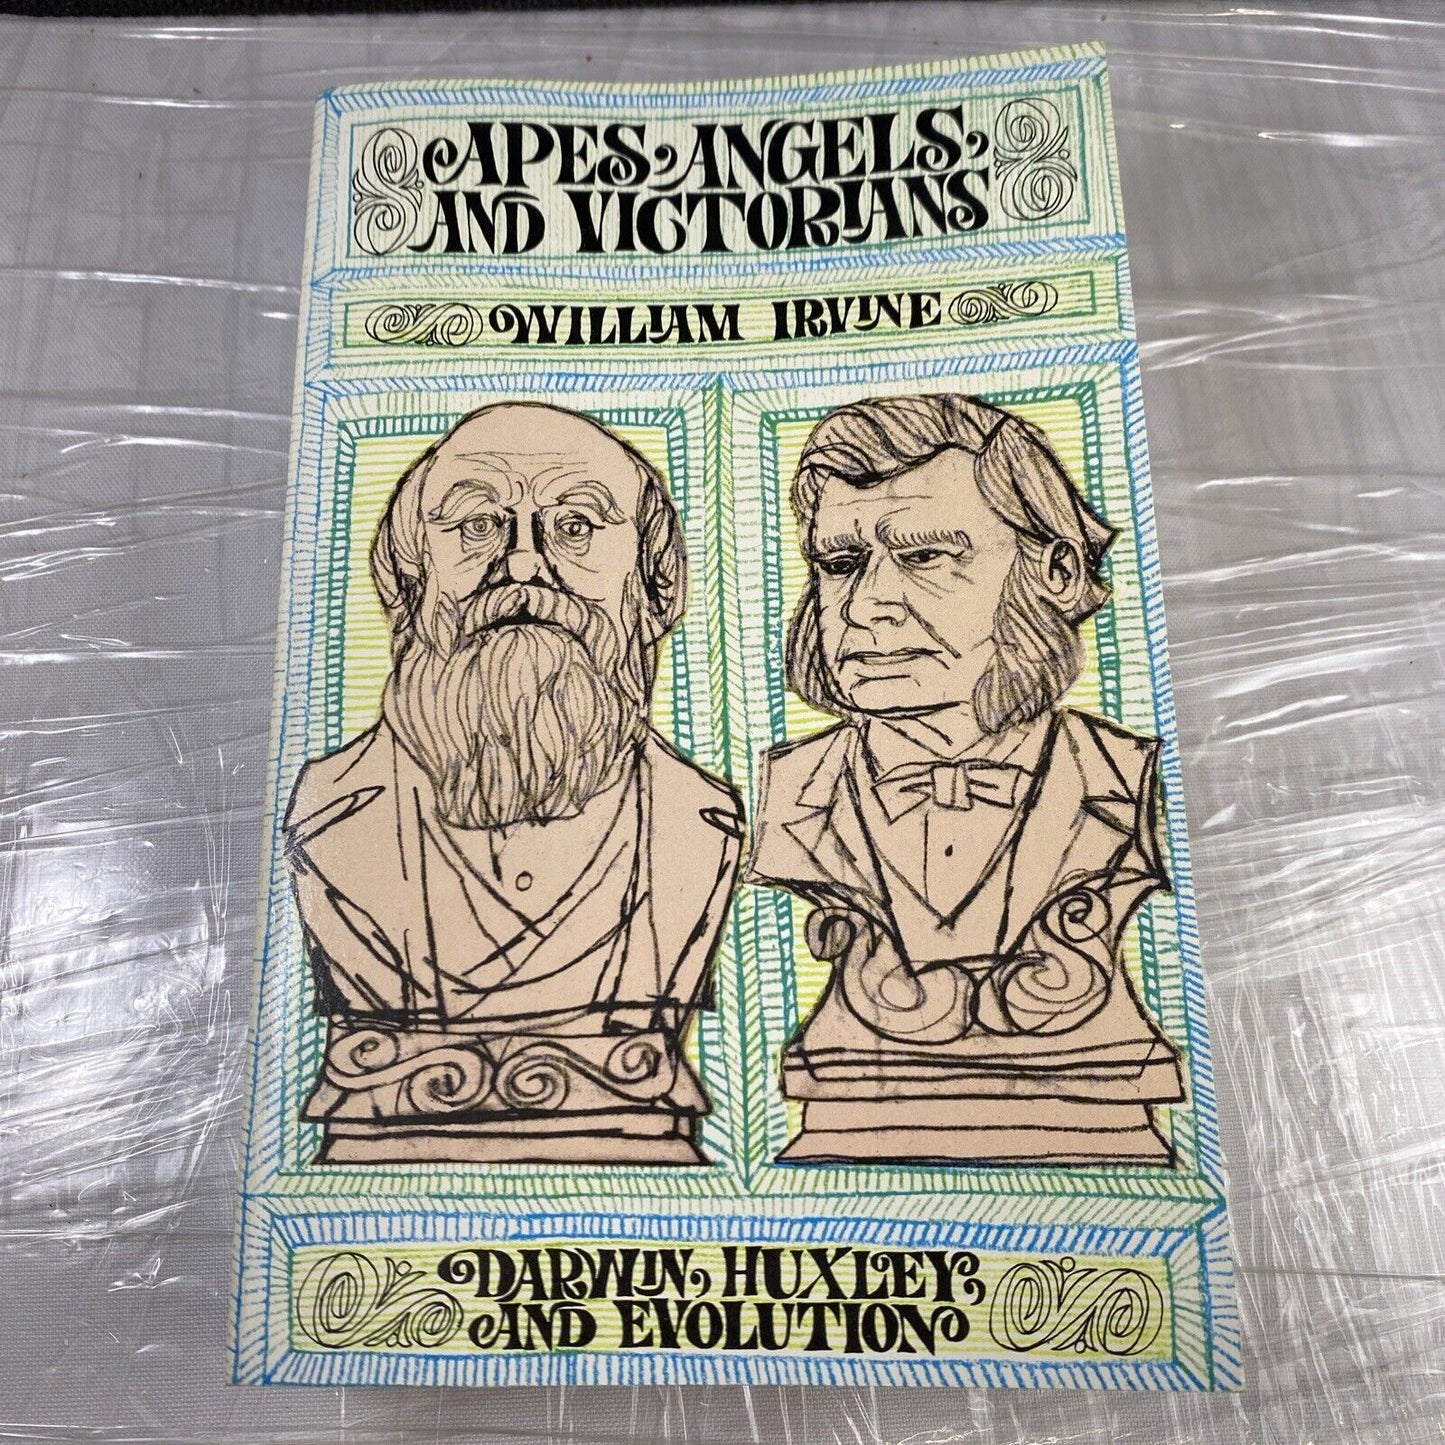 APES, ANGELS,
AND VICTORIANS
WILLIAM IRVINE
DARWIN, HUXLEY,
AND EVOLUTION